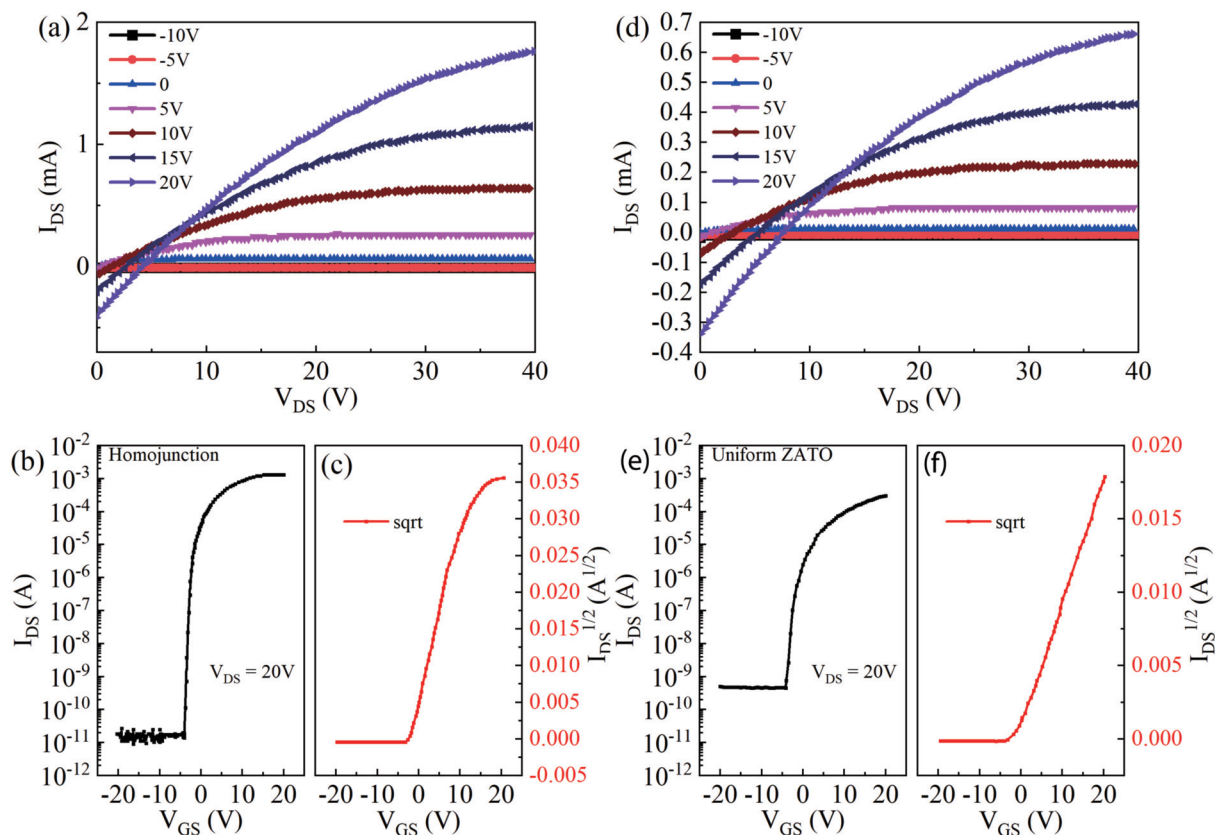 (a)
2
1
0
I_DS (mA)
-10V
-5V
0
5V
10V
15V
20V
0 10 20 30 40
V_DS (V)
(d)
0.7
0.6
0.5
0.4
0.3
0.2
0.1
0.0
-0.1
-0.2
-0.3
-0.4
I_DS (mA)
-10V
-5V
0
5V
10V
15V
20V
0 10 20 30 40
V_DS (V)
(b)
Homojunction
10^-2
10^-3
10^-4
10^-5
10^-6
10^-7
10^-8
10^-9
10^-10
10^-11
10^-12
I_DS (A)
V_DS = 20V
-20 -10 0 10 20
V_GS (V)
(c)
sqrt
0.040
0.035
0.030
0.025
0.020
0.015
0.010
0.005
0.000
-0.005
I_DS^1/2 (A^1/2)
-20 -10 0 10 20
V_GS (V)
(e)
Uniform ZATO
10^-2
10^-3
10^-4
10^-5
10^-6
10^-7
10^-8
10^-9
10^-10
10^-11
10^-12
I_DS (A)
V_DS = 20V
-20 -10 0 10 20
V_GS (V)
(f)
sqrt
0.020
0.015
0.010
0.005
0.000
I_DS^1/2 (A^1/2)
-20 -10 0 10 20
V_GS (V)